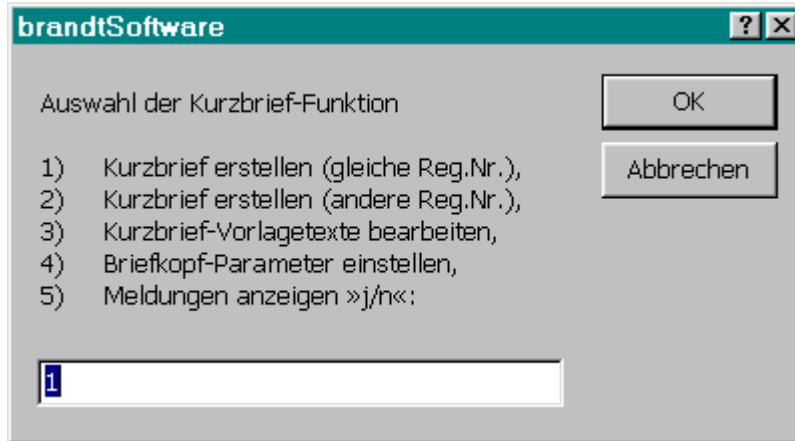 brandtSoftware
Auswahl der Kurzbrief-Funktion
OK
1) Kurzbrief erstellen (gleiche Reg.Nr.),
Abbrechen
2) Kurzbrief erstellen (andere Reg.Nr.),
3) Kurzbrief-Vorlagetexte bearbeiten,
4) Briefkopf-Parameter einstellen,
5) Meldungen anzeigen »j/n«:
1